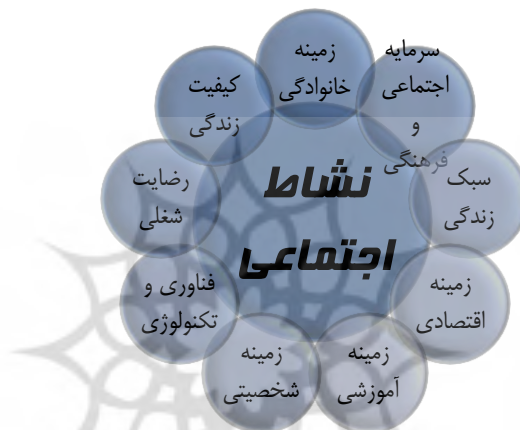 نشاط
اجتماعی
زمینه
خانوادگی
سرمایه
اجتماعی
و
فرهنگی
سبک
زندگی
زمینه
اقتصادی
زمینه
آموزشی
زمینه
شخصیتی
فناوری و
تکنولوژی
رضایت
شغلی
کیفیت
زندگی